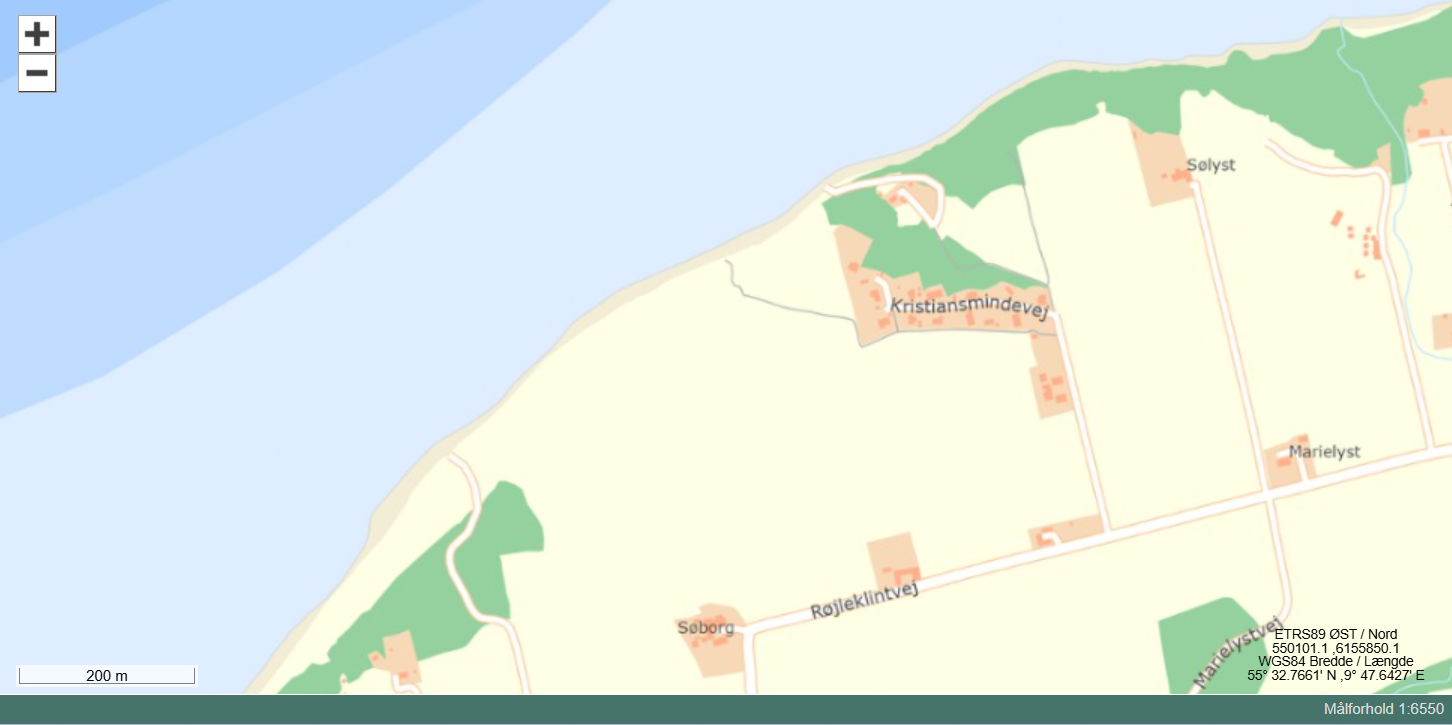 Sølyst
Kristiansmindevej
Marielyst
Røjleklintvej
Søborg
Marielystvej
ETRS89 ØST / Nord
550101.1 ,6155850.1
WGS84 Bredde / Længde
55° 32.7661' N ,9° 47.6427' E
200 m
Målforhold 1:6550